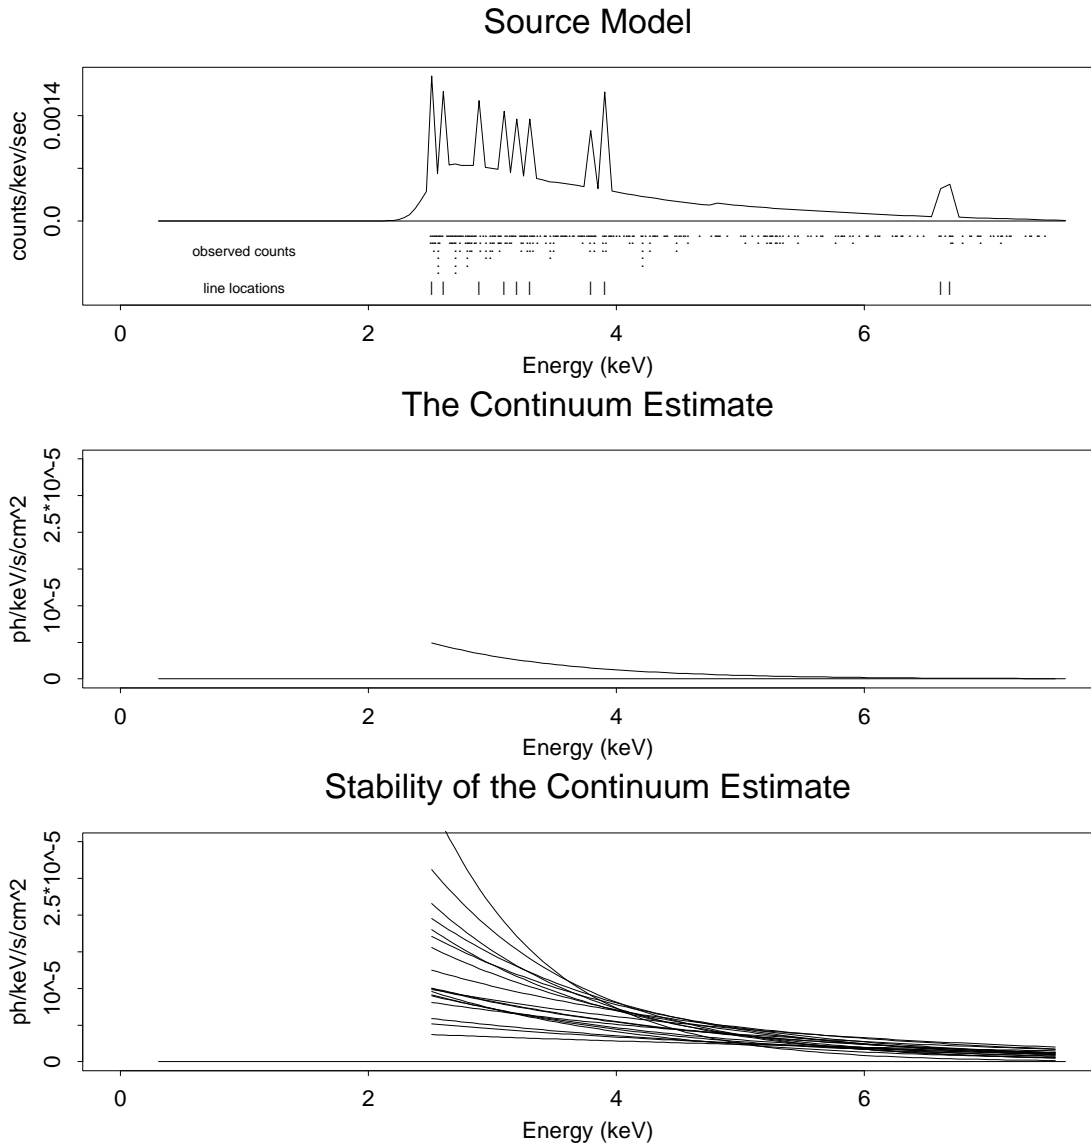 Source Model
counts/kev/sec
0.0014
0.0
observed counts
line locations
0 2 4 6
Energy (keV)
The Continuum Estimate
ph/keV/s/cm^2
2.5*10^-5
10^-5
0
0 2 4 6
Energy (keV)
Stability of the Continuum Estimate
ph/keV/s/cm^2
2.5*10^-5
10^-5
0
0 2 4 6
Energy (keV)